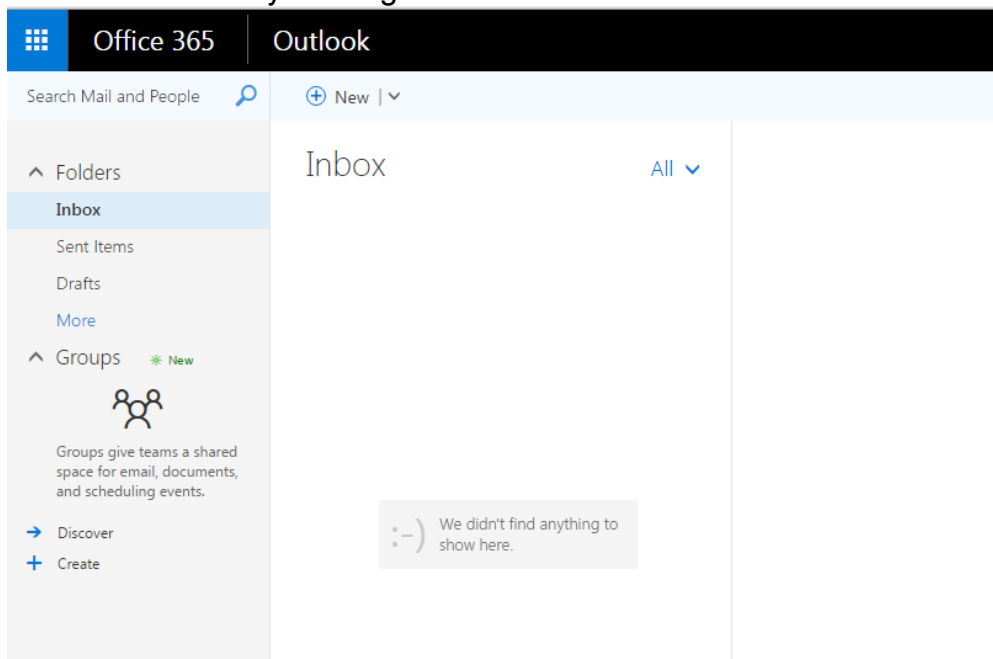 Office 365
Outlook
Search Mail and People
New
Folders
Inbox
Sent Items
Drafts
More
Groups
New
Groups give teams a shared
space for email, documents,
and scheduling events.
Discover
Create
Inbox
All
:-)
We didn't find anything to
show here.